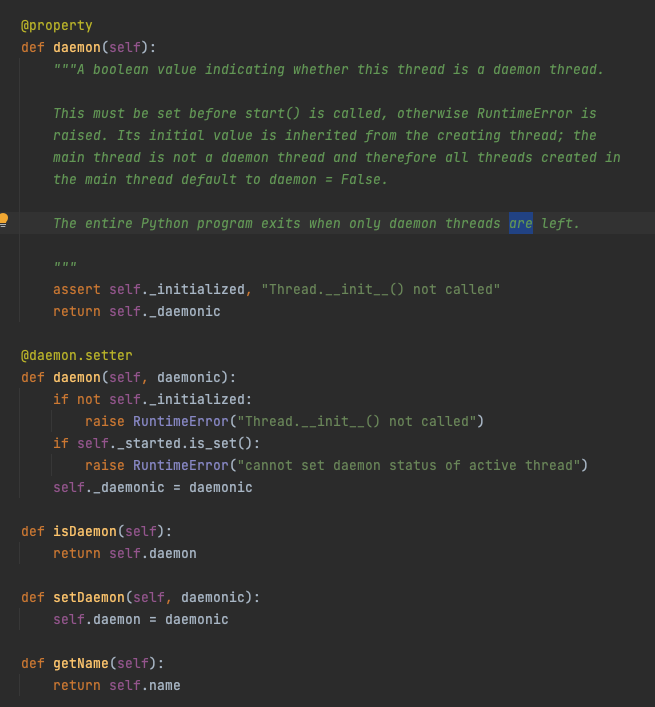 @property
def daemon(self):
    """A boolean value indicating whether this thread is a daemon thread.
    This must be set before start() is called, otherwise RuntimeError is
    raised. Its initial value is inherited from the creating thread; the
    main thread is not a daemon thread and therefore all threads created in
    the main thread default to daemon = False.
    The entire Python program exits when only daemon threads are left.
    """
    assert self._initialized, "Thread.__init__() not called"
    return self._daemonic
@daemon.setter
def daemon(self, daemonic):
    if not self._initialized:
        raise RuntimeError("Thread.__init__() not called")
    if self._started.is_set():
        raise RuntimeError("cannot set daemon status of active thread")
    self._daemonic = daemonic
def isDaemon(self):
    return self.daemon
def setDaemon(self, daemonic):
    self.daemon = daemonic
def getName(self):
    return self.name